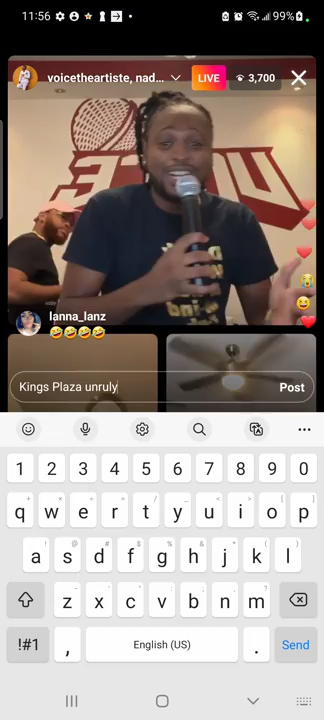 11:56
99%
voicetheartiste, nad...
LIVE
3,700
lanna_lanz
Kings Plaza unruly
Post
1 2 3 4 5 6 7 8 9 0
q w e r t y u i o p
a s d f g h j k l
z x c v b n m
!#1 , English (US) . Send